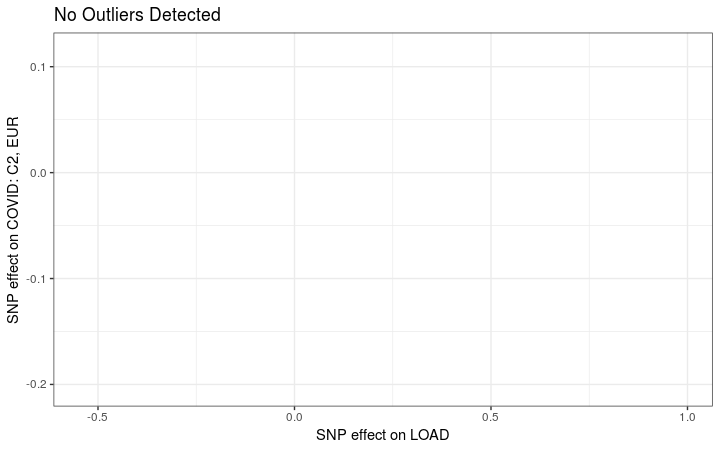 No Outliers Detected
SNP effect on COVID: C2, EUR
0.1
0.0
-0.1
-0.2
-0.5
0.0
0.5
1.0
SNP effect on LOAD